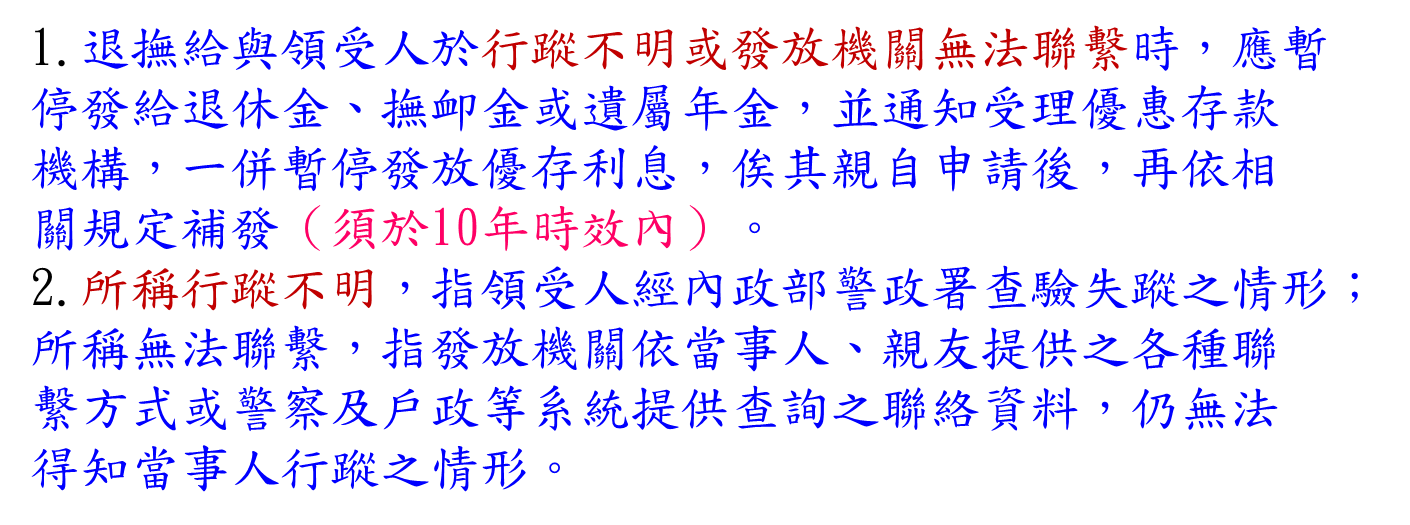 1.退撫給與領受人於行蹤不明或發放機關無法聯繫時，應暫
停發給退休金、撫卹金或遺屬年金，並通知受理優惠存款
機構，一併暫停發放優存利息，俟其親自申請後，再依相
關規定補發（須於10年時效內）。
2.所稱行蹤不明，指領受人經內政部警政署查驗失蹤之情形；
所稱無法聯繫，指發放機關依當事人、親友提供之各種聯
繫方式或警察及戶政等系統提供查詢之聯絡資料，仍無法
得知當事人行蹤之情形。